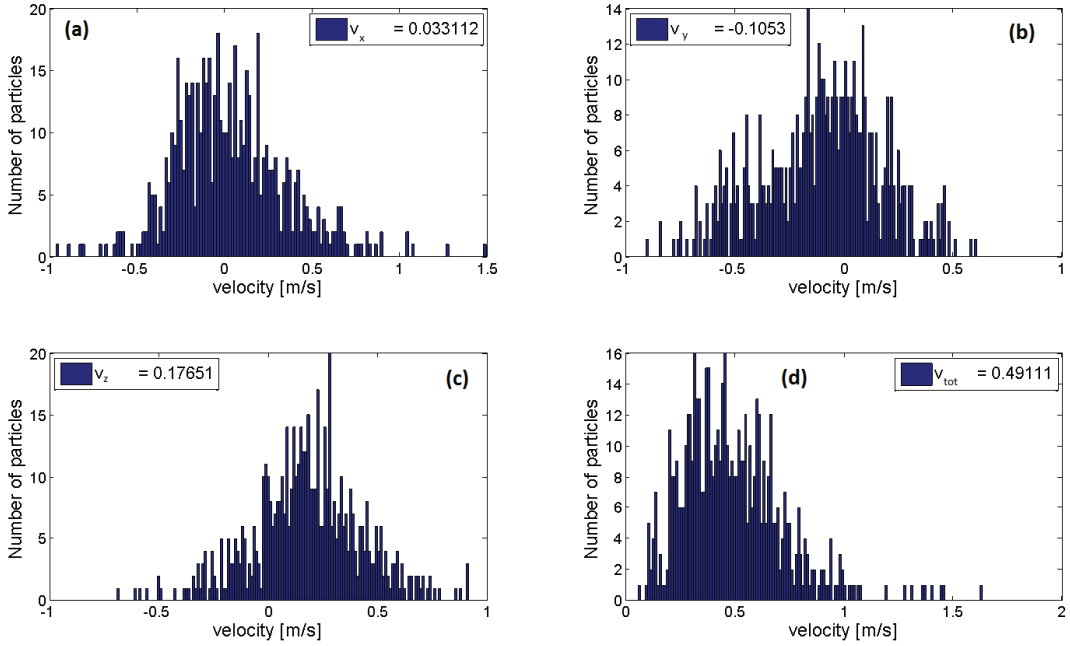 (a)
v_x = 0.033112
Number of particles
20
15
10
5
0
-1 -0.5 0 0.5 1 1.5
velocity [m/s]
(b)
v_y = -0.1053
Number of particles
14
12
10
8
6
4
2
0
-1 -0.5 0 0.5 1
velocity [m/s]
(c)
v_z = 0.17651
Number of particles
20
15
10
5
0
-1 -0.5 0 0.5 1
velocity [m/s]
(d)
v_tot = 0.49111
Number of particles
16
14
12
10
8
6
4
2
0
0 0.5 1 1.5 2
velocity [m/s]